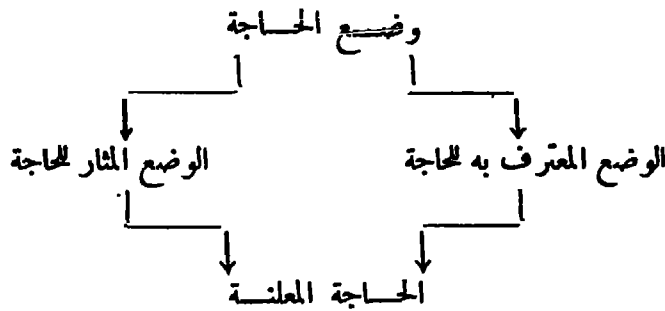 وضع الحاجة
الوضع المعترف به للحاجة
الوضع المثار للحاجة
الحاجة المعلنة